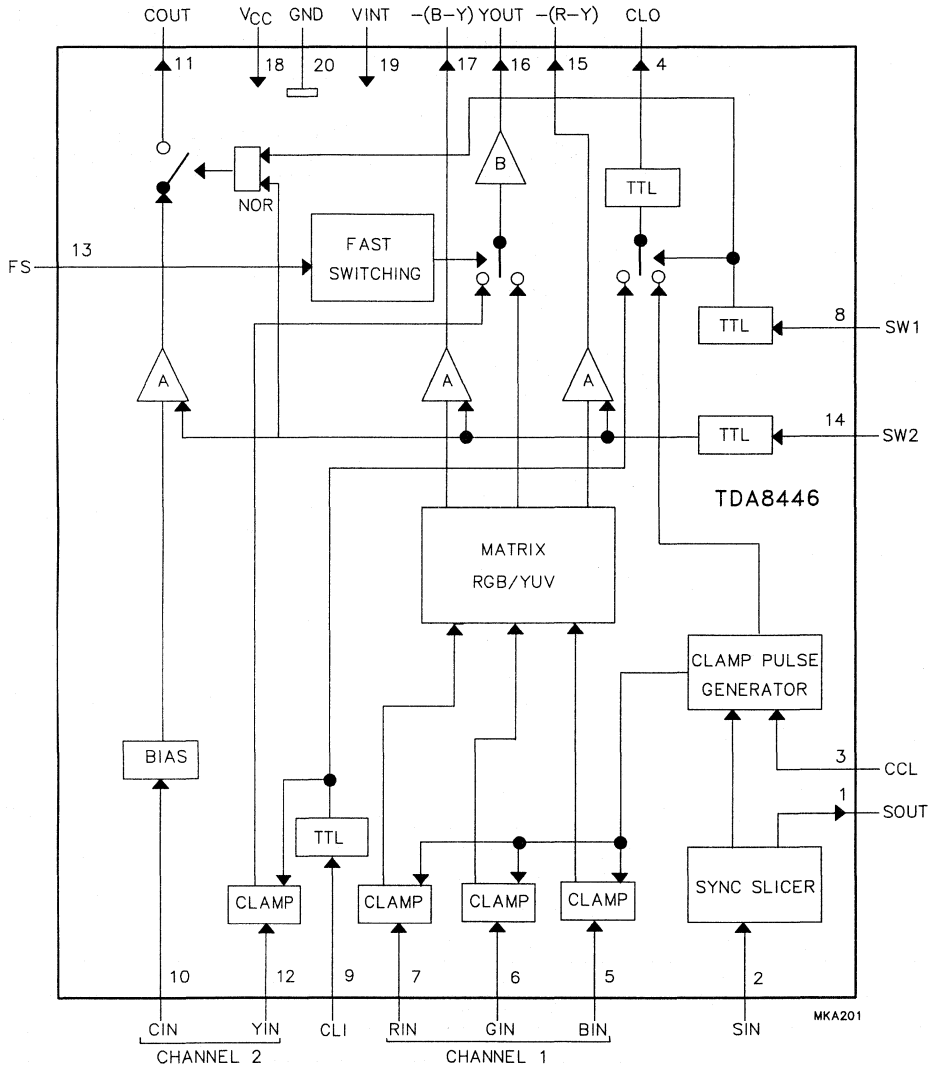 COUT VCC GND VINT -(B-Y) YOUT -(R-Y) CLO
11 18 20 19 17 16 15 4
B
TTL
NOR
13
FS
FAST
SWITCHING
8
TTL
SW1
A A A
14
TTL
SW2
TDA8446
MATRIX
RGB/YUV
CLAMP PULSE
GENERATOR
BIAS
3
CCL
1
SOUT
TTL
SYNC SLICER
CLAMP CLAMP CLAMP CLAMP
10 12 9 7 6 5 2
MKA201
CIN YIN CLI RIN GIN BIN SIN
CHANNEL 2 CHANNEL 1